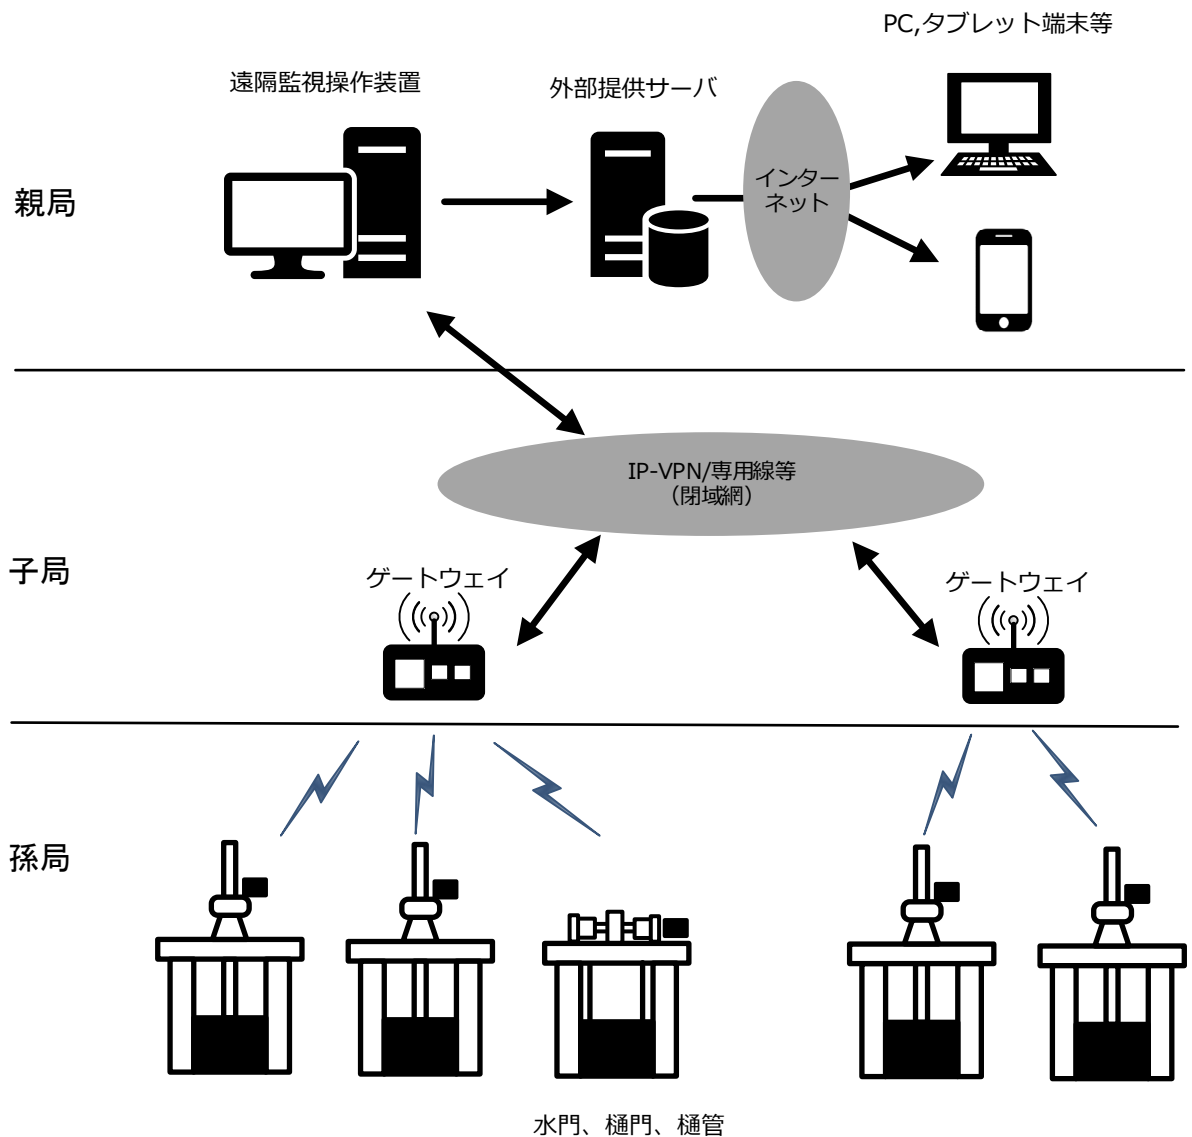 PC,タブレット端末等
遠隔監視操作装置
外部提供サーバ
インター
ネット
親局
IP-VPN/専用線等
（閉域網）
子局
ゲートウェイ
ゲートウェイ
孫局
水門、樋門、樋管